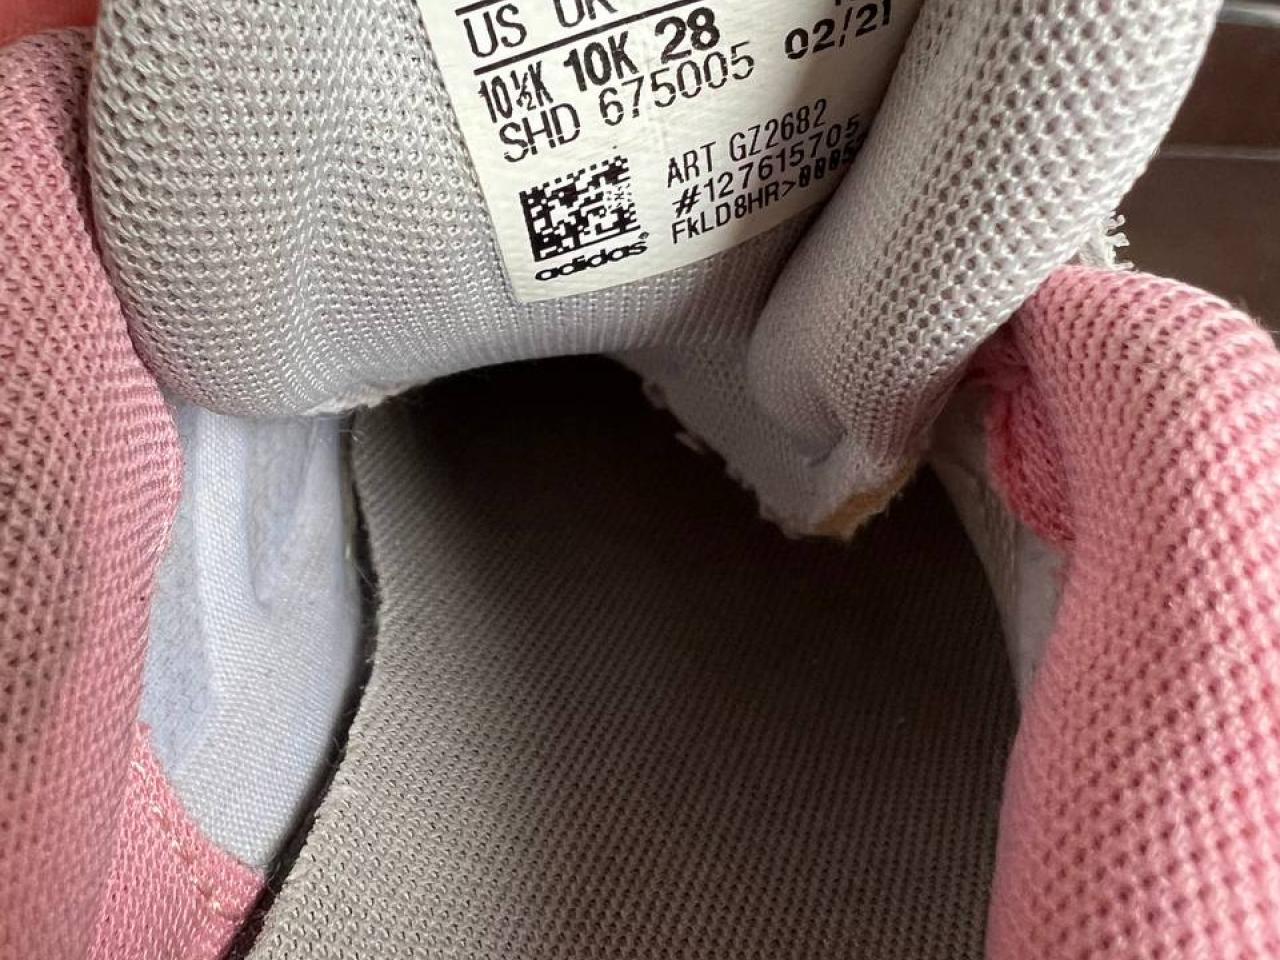 US UK
10½K 10K 28
SHD 675005 02/21
ART GZ2682
#127615705
FkLD8HR>
adidas